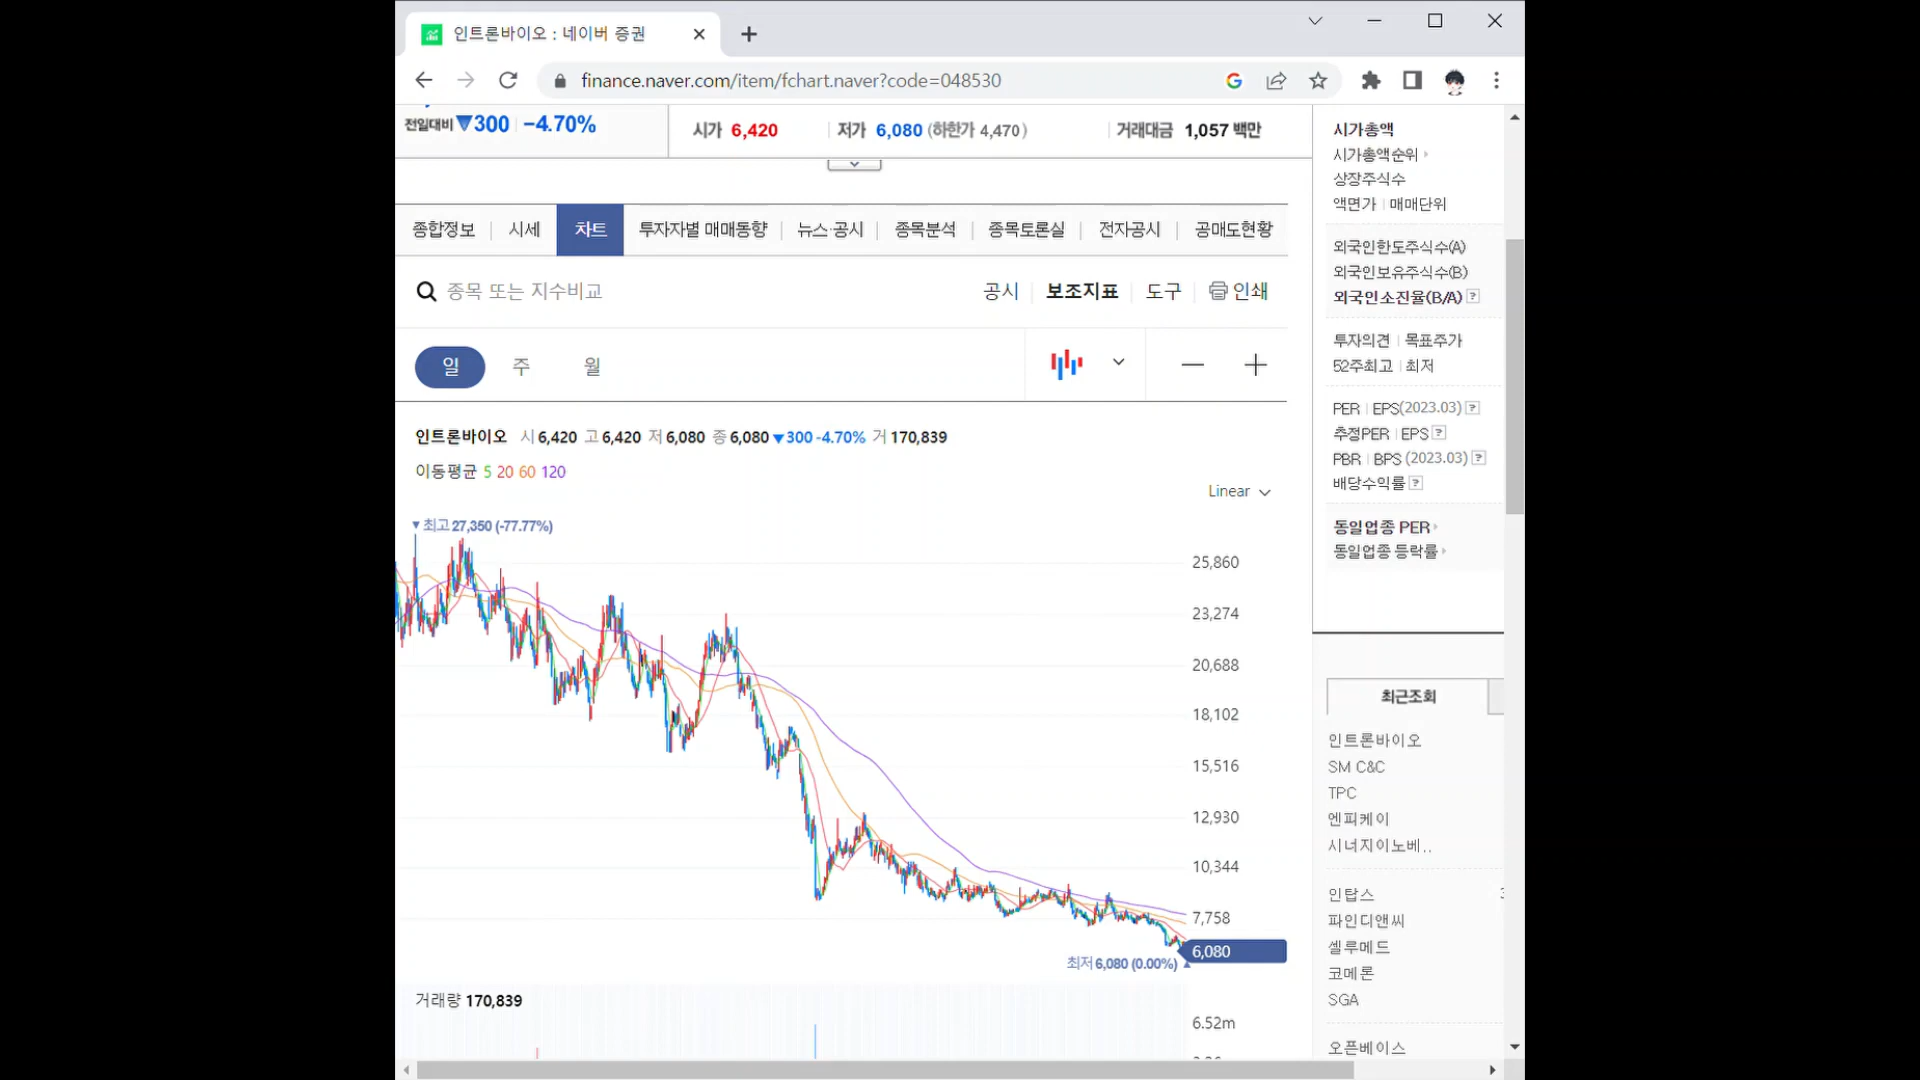 인트론바이오 : 네이버 증권
finance.naver.com/item/fchart.naver?code=048530
전일대비 ▼300 −4.70%
시가 6,420 저가 6,080 (하한가 4,470) 거래대금 1,057 백만
종합정보 시세 차트 투자자별 매매동향 뉴스·공시 종목분석 종목토론실 전자공시 공매도현황
종목 또는 지수비교
공시 보조지표 도구 인쇄
일 주 월
인트론바이오 시 6,420 고 6,420 저 6,080 종 6,080 ▼300 -4.70% 거 170,839
이동평균 5 20 60 120
Linear
▼최고 27,350 (-77.77%)
25,860
23,274
20,688
18,102
15,516
12,930
10,344
7,758
6,080
최저 6,080 (0.00%) ▲
거래량 170,839
6.52m
시가총액
시가총액순위
상장주식수
액면가 매매단위
외국인한도주식수(A)
외국인보유주식수(B)
외국인소진율(B/A) ?
투자의견 목표주가
52주최고 최저
PER EPS(2023.03) ?
추정PER EPS ?
PBR BPS (2023.03) ?
배당수익률 ?
동일업종 PER
동일업종 등락률
최근조회
인트론바이오
SM C&C
TPC
엔피케이
시너지이노베..
인탑스
파인디앤씨
셀루메드
코메론
SGA
오픈베이스